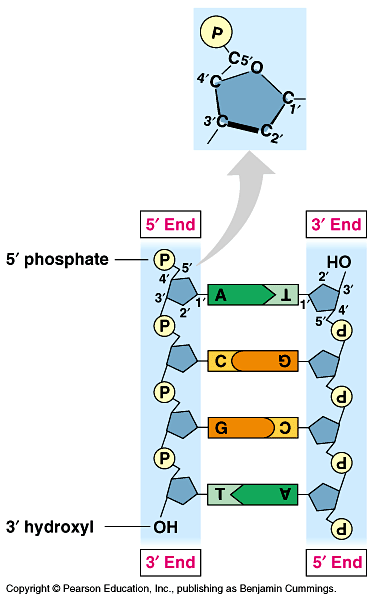 P
C
5′
O
4′
C
C
1′
3′
C
C
2′
5′ End
3′ End
5′ phosphate
P
HO
5′
4′
3′
2′
1′
A
T
1′
2′
3′
4′
5′
P
P
C
G
P
P
G
C
P
P
T
A
P
3′ hydroxyl
OH
3′ End
5′ End
Copyright © Pearson Education, Inc., publishing as Benjamin Cummings.